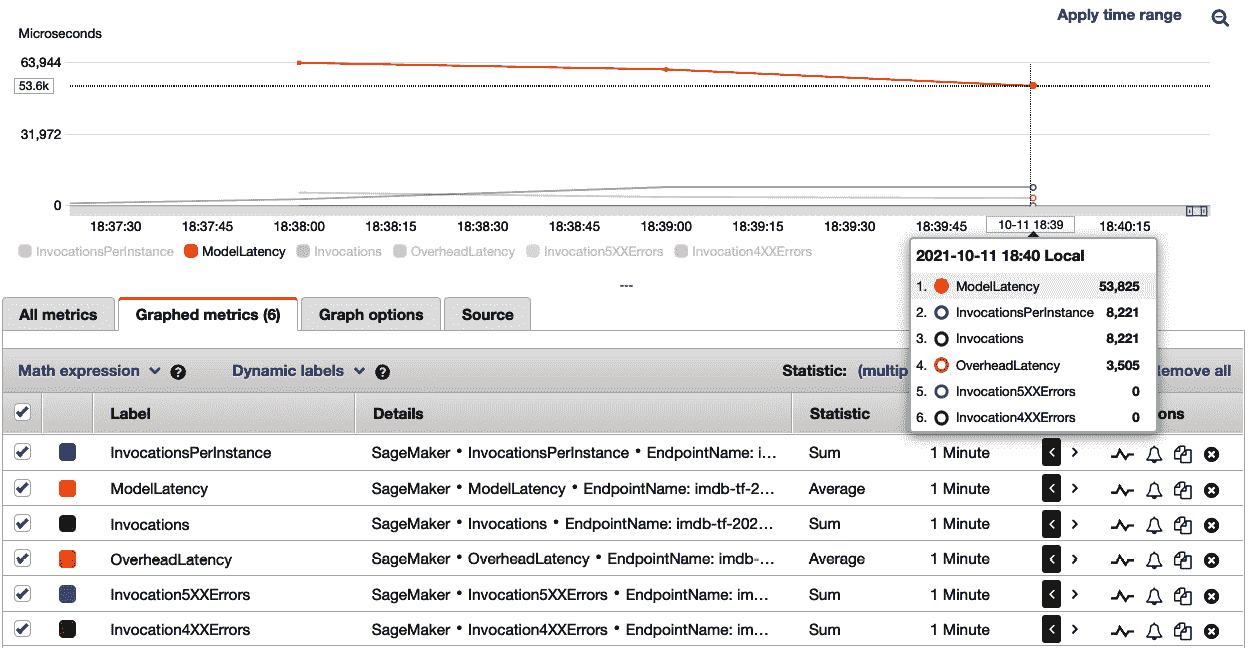 Apply time range
Microseconds
63,944
53.6k
31,972
0
18:37:30 18:37:45 18:38:00 18:38:15 18:38:30 18:38:45 18:39:00 18:39:15 18:39:30 18:39:45 10-11 18:39 18:40:15
InvocationsPerInstance ModelLatency Invocations OverheadLatency Invocation5XXErrors Invocation4XXErrors
2021-10-11 18:40 Local
1. ModelLatency 53,825
2. InvocationsPerInstance 8,221
3. Invocations 8,221
4. OverheadLatency 3,505
5. Invocation5XXErrors 0
6. Invocation4XXErrors 0
All metrics Graphed metrics (6) Graph options Source
Math expression ? Dynamic labels ? Statistic: (multip emove all
Label Details Statistic ons
InvocationsPerInstance SageMaker • InvocationsPerInstance • EndpointName: i... Sum 1 Minute < >
ModelLatency SageMaker • ModelLatency • EndpointName: imdb-tf-2... Average 1 Minute < >
Invocations SageMaker • Invocations • EndpointName: imdb-tf-202... Sum 1 Minute < >
OverheadLatency SageMaker • OverheadLatency • EndpointName: imdb-... Average 1 Minute < >
Invocation5XXErrors SageMaker • Invocation5XXErrors • EndpointName: im... Sum 1 Minute < >
Invocation4XXErrors SageMaker • Invocation4XXErrors • EndpointName: im... Sum 1 Minute < >